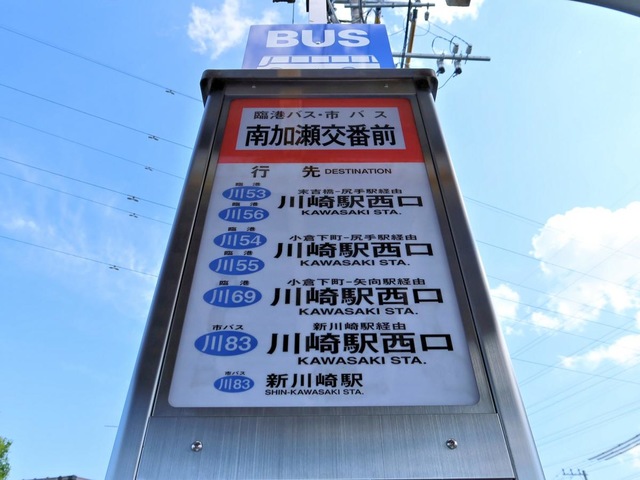 BUS
臨港バス・市バス
南加瀬交番前
行先 DESTINATION
臨港
川53
末吉橋-尻手駅経由
川崎駅西口
KAWASAKI STA.
臨港
川56
臨港
川54
小倉下町-尻手駅経由
川崎駅西口
KAWASAKI STA.
臨港
川55
臨港
川69
小倉下町-矢向駅経由
川崎駅西口
KAWASAKI STA.
市バス
川83
新川崎駅経由
川崎駅西口
KAWASAKI STA.
市バス
川83
新川崎駅
SHIN-KAWASAKI STA.